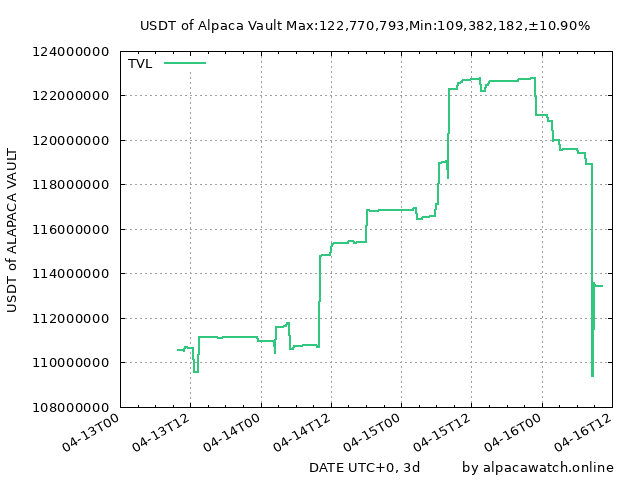 USDT of Alpaca Vault Max:122,770,793,Min:109,382,182,±10.90%
TVL
124000000
122000000
120000000
118000000
116000000
114000000
112000000
110000000
108000000
USDT of ALAPACA VAULT
04-13T00
04-13T12
04-14T00
04-14T12
04-15T00
04-15T12
04-16T00
04-16T12
DATE UTC+0, 3d
by alpacawatch.online